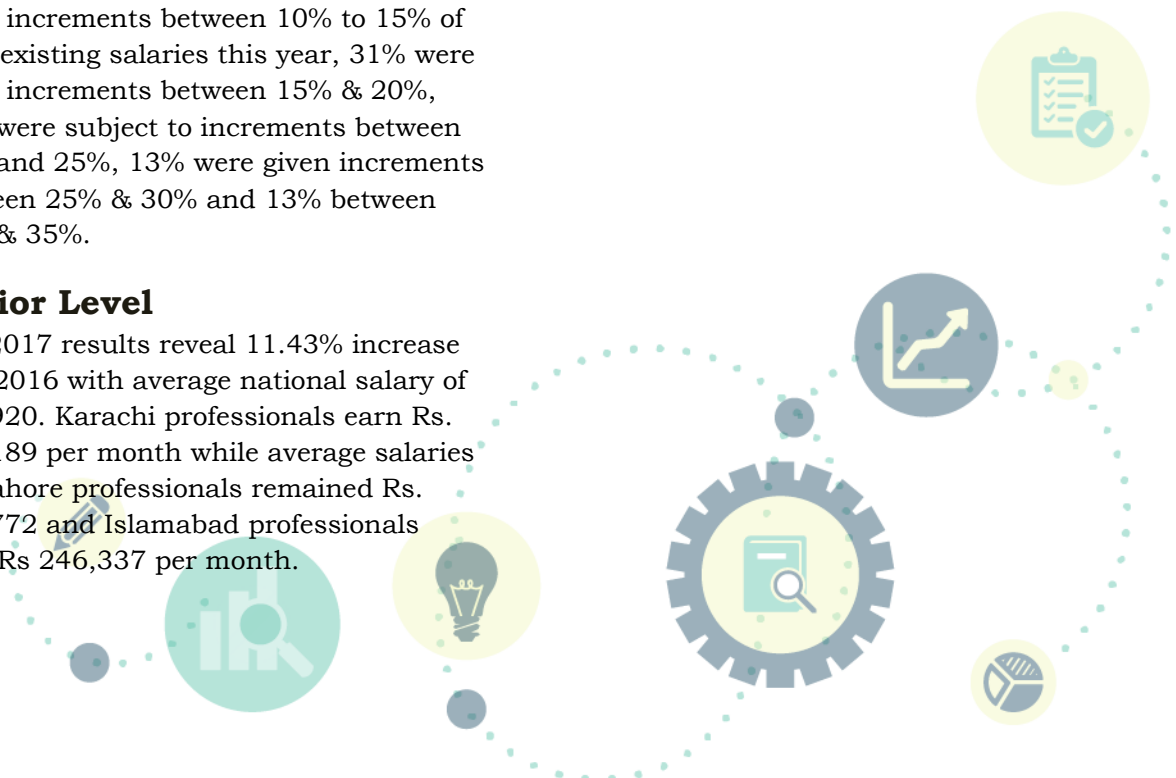 increments between 10% to 15% of
existing salaries this year, 31% were
increments between 15% & 20%,
were subject to increments between
and 25%, 13% were given increments
een 25% & 30% and 13% between
& 35%.
ior Level
2017 results reveal 11.43% increase
2016 with average national salary of
920. Karachi professionals earn Rs.
189 per month while average salaries
ahore professionals remained Rs.
772 and Islamabad professionals
Rs 246,337 per month.